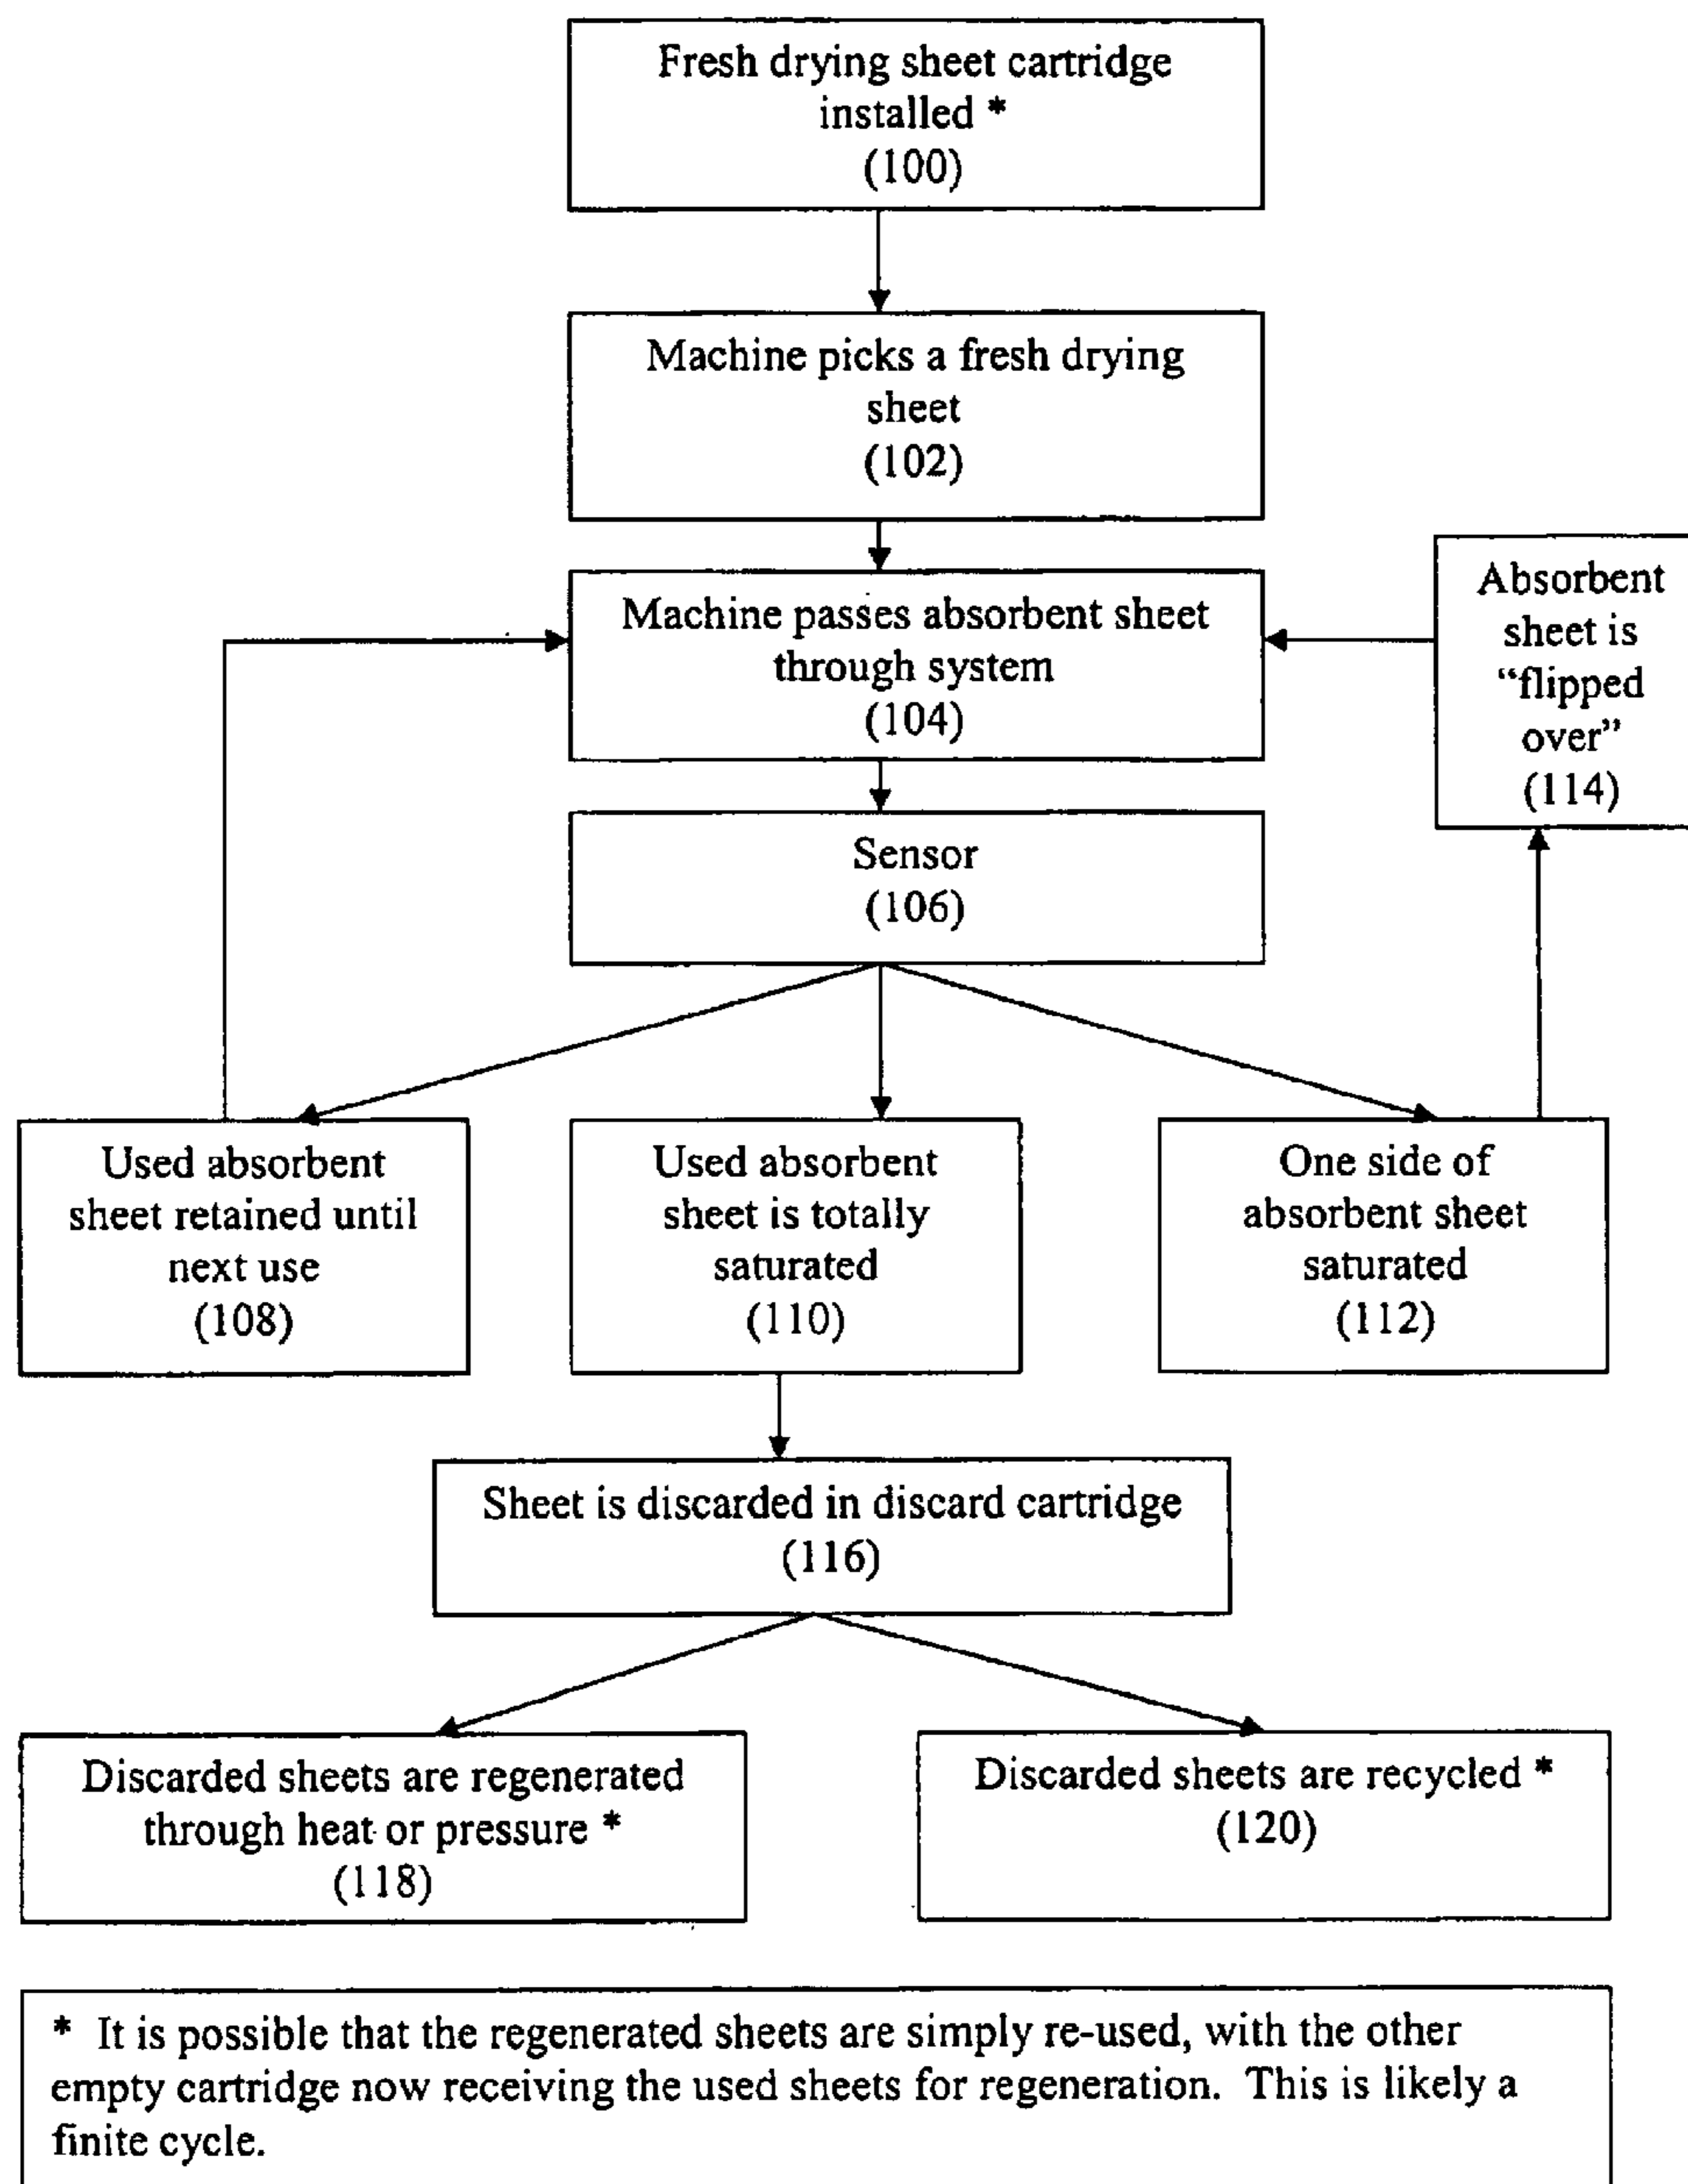 Fresh drying sheet cartridge
installed *
(100)
Machine picks a fresh drying
sheet
(102)
Machine passes absorbent sheet
through system
(104)
Absorbent
sheet is
“flipped
over”
(114)
Sensor
(106)
Used absorbent
sheet retained until
next use
(108)
Used absorbent
sheet is totally
saturated
(110)
One side of
absorbent sheet
saturated
(112)
Sheet is discarded in discard cartridge
(116)
Discarded sheets are regenerated
through heat or pressure *
(118)
Discarded sheets are recycled *
(120)
* It is possible that the regenerated sheets are simply re-used, with the other
empty cartridge now receiving the used sheets for regeneration. This is likely a
finite cycle.